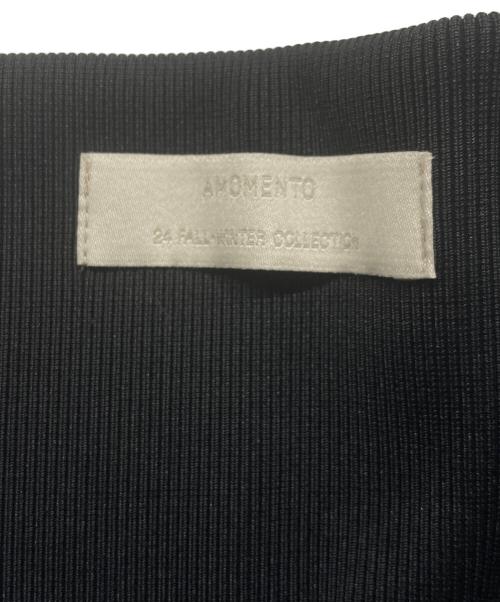 AMOMENTO
24 FALL-WINTER COLLECTION